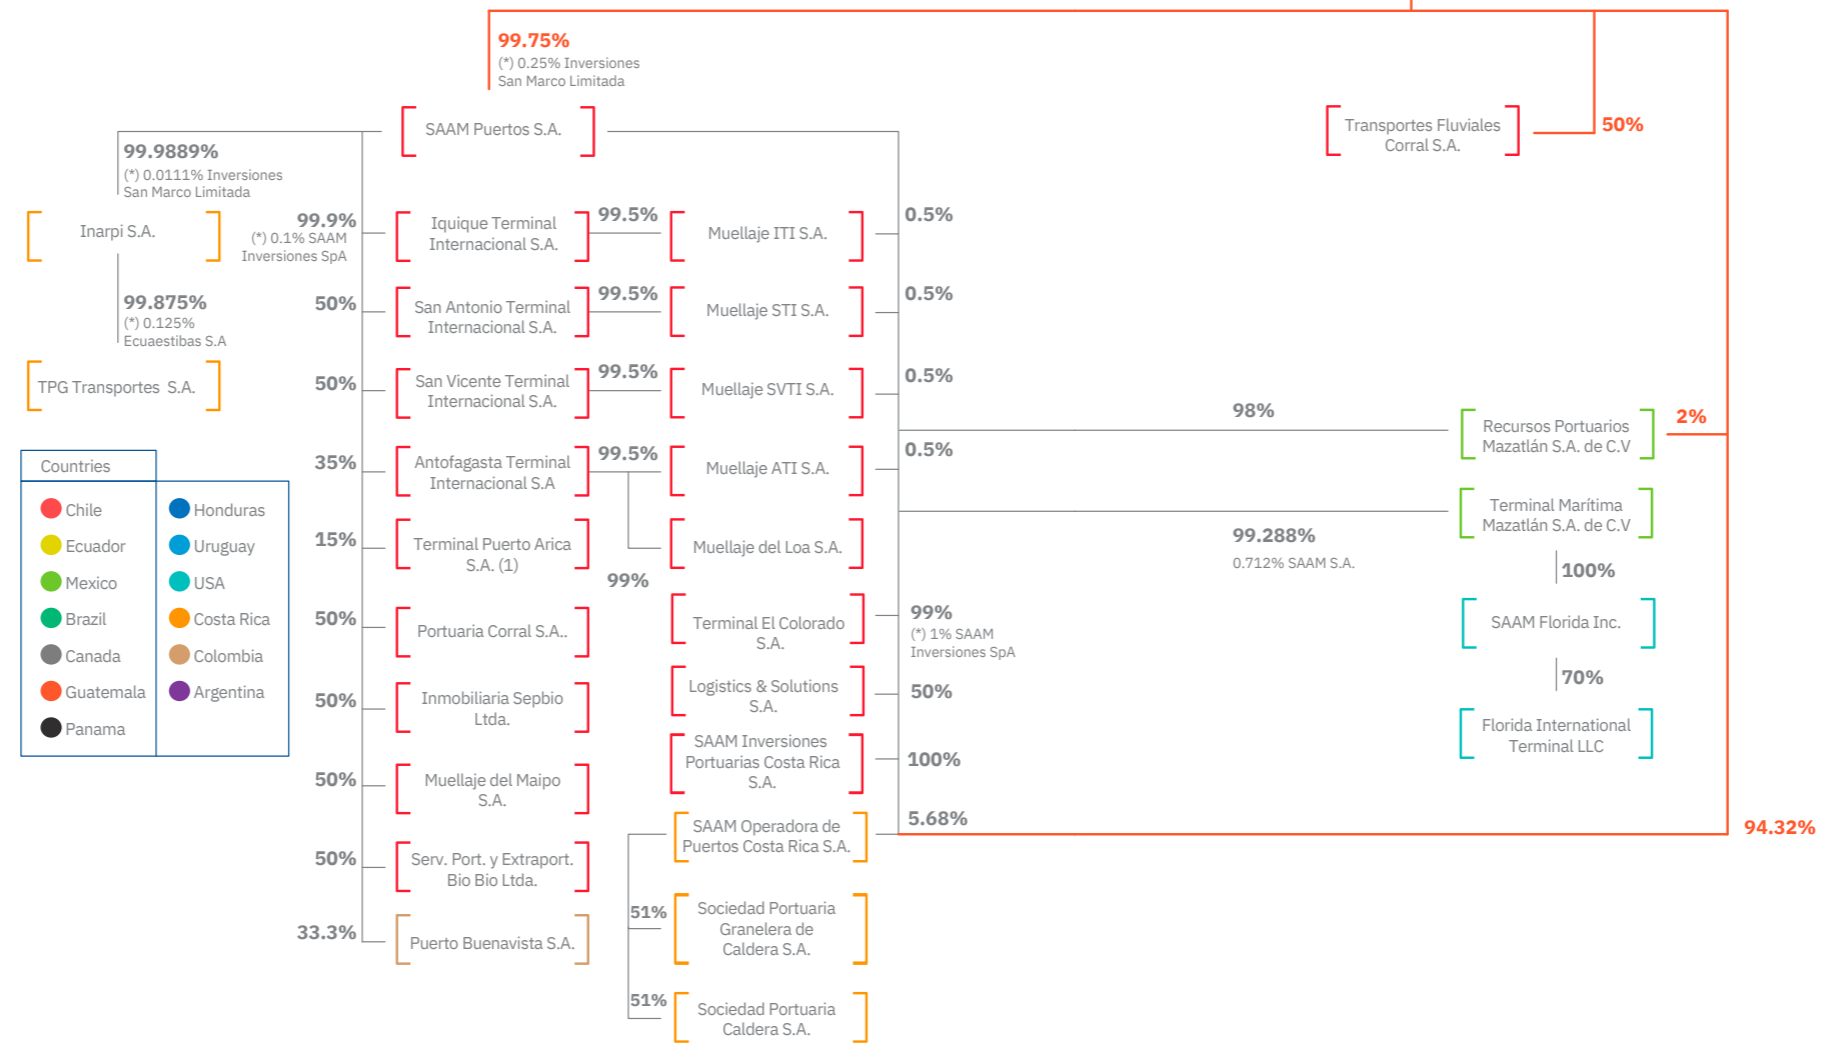 99.75%
(*) 0.25% Inversiones
San Marco Limitada
SAAM Puertos S.A.
Transportes Fluviales
Corral S.A.
50%
99.9889%
(*) 0.0111% Inversiones
San Marco Limitada
Inarpi S.A.
99.875%
(*) 0.125%
Ecuaestibas S.A
TPG Transportes S.A.
99.9%
(*) 0.1% SAAM
Inversiones SpA
Iquique Terminal
Internacional S.A.
99.5%
Muellaje ITI S.A.
0.5%
50%
San Antonio Terminal
Internacional S.A.
99.5%
Muellaje STI S.A.
0.5%
50%
San Vicente Terminal
Internacional S.A.
99.5%
Muellaje SVTI S.A.
0.5%
35%
Antofagasta Terminal
Internacional S.A
99.5%
Muellaje ATI S.A.
0.5%
15%
Terminal Puerto Arica
S.A. (1)
99%
Muellaje del Loa S.A.
50%
Portuaria Corral S.A..
Terminal El Colorado
S.A.
99%
(*) 1% SAAM
Inversiones SpA
50%
Inmobiliaria Sepbio
Ltda.
Logistics & Solutions
S.A.
50%
50%
Muellaje del Maipo
S.A.
SAAM Inversiones
Portuarias Costa Rica
S.A.
100%
50%
Serv. Port. y Extraport.
Bio Bio Ltda.
SAAM Operadora de
Puertos Costa Rica S.A.
5.68%
94.32%
33.3%
Puerto Buenavista S.A.
51%
Sociedad Portuaria
Granelera de
Caldera S.A.
51%
Sociedad Portuaria
Caldera S.A.
98%
Recursos Portuarios
Mazatlán S.A. de C.V
2%
99.288%
0.712% SAAM S.A.
Terminal Marítima
Mazatlán S.A. de C.V
100%
SAAM Florida Inc.
70%
Florida International
Terminal LLC
Countries
Chile
Ecuador
Mexico
Brazil
Canada
Guatemala
Panama
Honduras
Uruguay
USA
Costa Rica
Colombia
Argentina